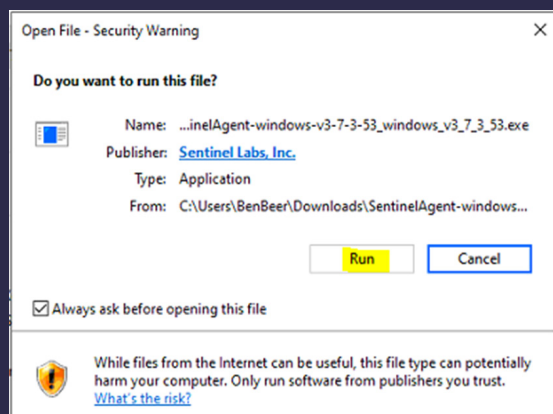 Open File - Security Warning
Do you want to run this file?
Name: ...inelAgent-windows-v3-7-3-53_windows_v3_7_3_53.exe
Publisher: Sentinel Labs, Inc.
Type: Application
From: C:\Users\BenBeer\Downloads\SentinelAgent-windows...
Run Cancel
Always ask before opening this file
While files from the Internet can be useful, this file type can potentially
harm your computer. Only run software from publishers you trust.
What's the risk?